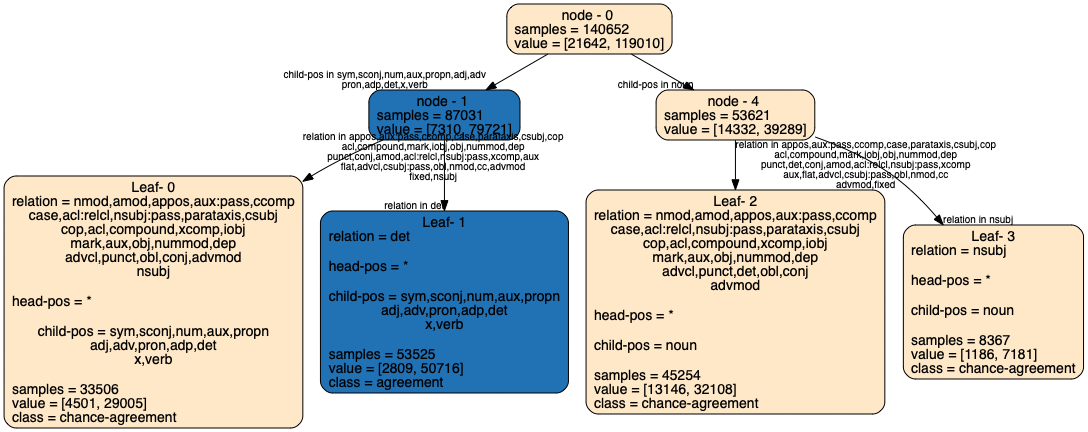 node - 0
samples = 140652
value = [21642, 119010]
child-pos in sym,sconj,num,aux,propn,adj,adv
pron,adp,det,x,verb
child-pos in noun
node - 1
samples = 87031
value = [7310, 79721]
node - 4
samples = 53621
value = [14332, 39289]
relation in appos,aux:pass,ccomp,case,parataxis,csubj,cop
acl,compound,mark,iobj,obj,nummod,dep
punct,conj,amod,acl:relcl,nsubj:pass,xcomp,aux
flat,advcl,csubj:pass,obl,nmod,cc,advmod
fixed,nsubj
relation in det
relation in appos,aux:pass,ccomp,case,parataxis,csubj,cop
acl,compound,mark,iobj,obj,nummod,dep
punct,det,conj,amod,acl:relcl,nsubj:pass,xcomp
aux,flat,advcl,csubj:pass,obl,nmod,cc
advmod,fixed
relation in nsubj
Leaf- 0
relation = nmod,amod,appos,aux:pass,ccomp
case,acl:relcl,nsubj:pass,parataxis,csubj
cop,acl,compound,xcomp,iobj
mark,aux,obj,nummod,dep
advcl,punct,obl,conj,advmod
nsubj
head-pos = *
child-pos = sym,sconj,num,aux,propn
adj,adv,pron,adp,det
x,verb
samples = 33506
value = [4501, 29005]
class = chance-agreement
Leaf- 1
relation = det
head-pos = *
child-pos = sym,sconj,num,aux,propn
adj,adv,pron,adp,det
x,verb
samples = 53525
value = [2809, 50716]
class = agreement
Leaf- 2
relation = nmod,amod,appos,aux:pass,ccomp
case,acl:relcl,nsubj:pass,parataxis,csubj
cop,acl,compound,xcomp,iobj
mark,aux,obj,nummod,dep
advcl,punct,det,obl,conj
advmod
head-pos = *
child-pos = noun
samples = 45254
value = [13146, 32108]
class = chance-agreement
Leaf- 3
relation = nsubj
head-pos = *
child-pos = noun
samples = 8367
value = [1186, 7181]
class = chance-agreement